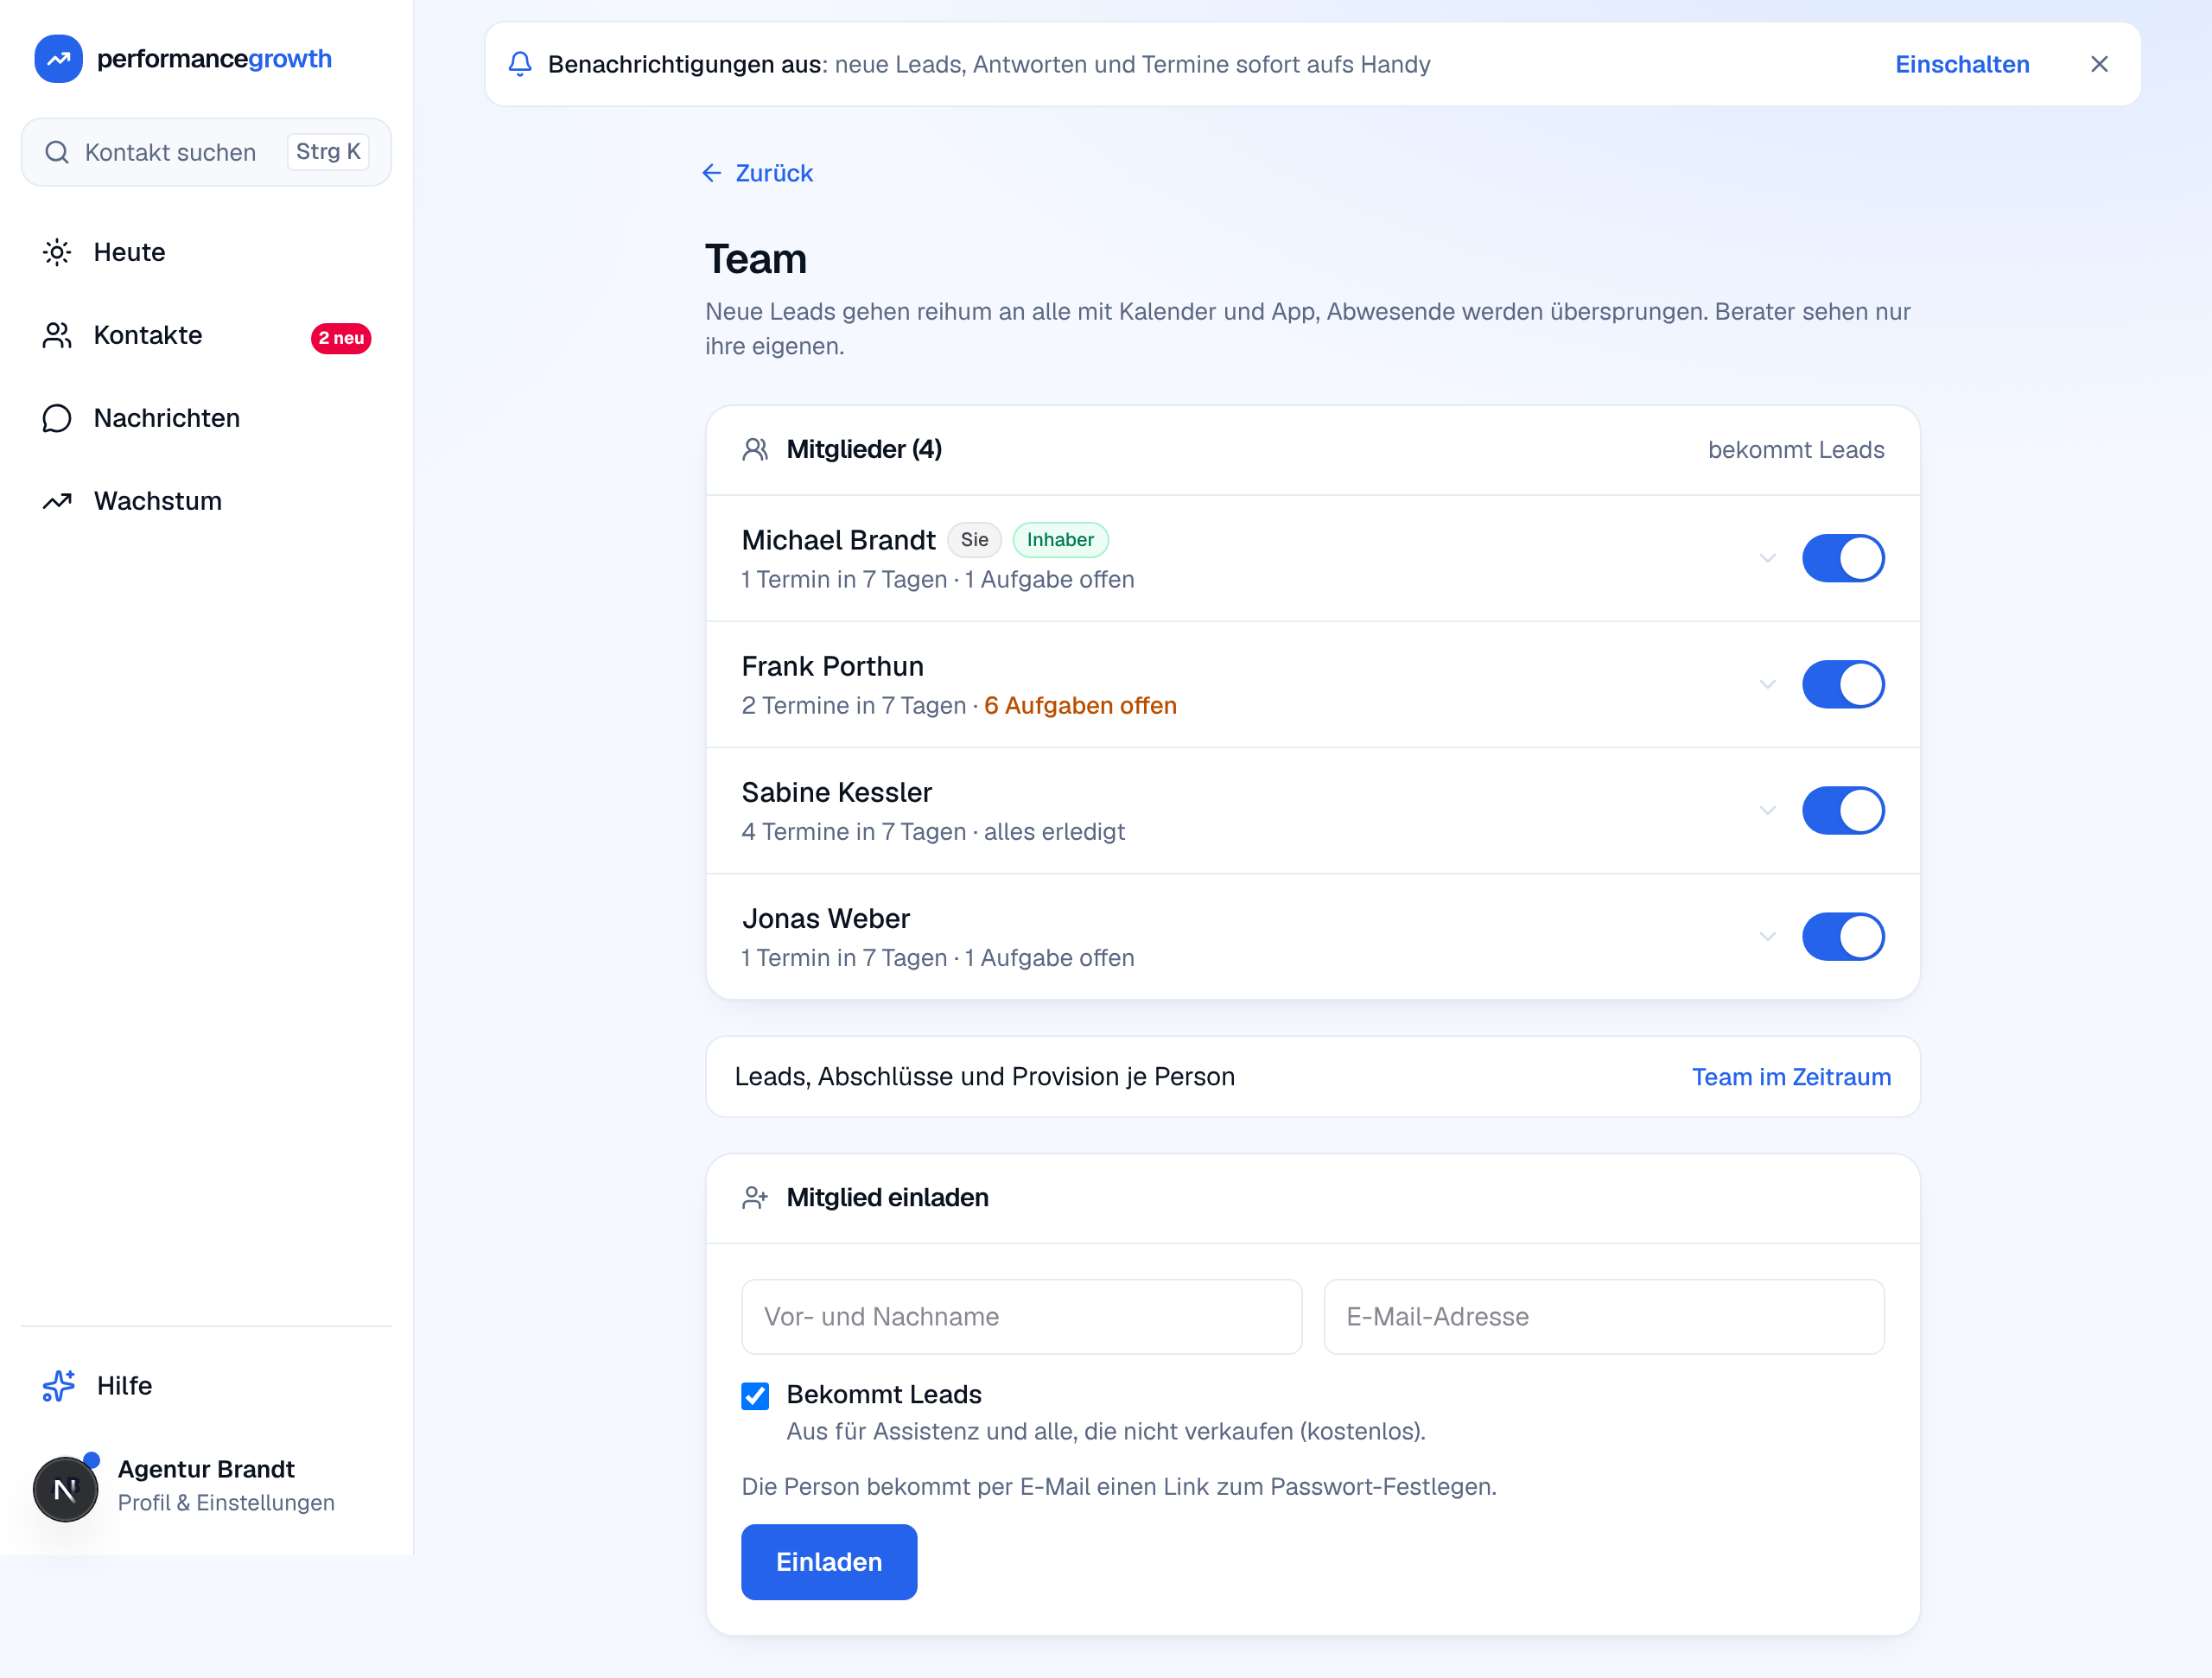 performancegrowth
Kontakt suchen Strg K
Heute
Kontakte 2 neu
Nachrichten
Wachstum
Hilfe
N
Agentur Brandt
Profil & Einstellungen
Benachrichtigungen aus: neue Leads, Antworten und Termine sofort aufs Handy Einschalten
Zurück
Team
Neue Leads gehen reihum an alle mit Kalender und App, Abwesende werden übersprungen. Berater sehen nur
ihre eigenen.
Mitglieder (4) bekommt Leads
Michael Brandt Sie Inhaber
1 Termin in 7 Tagen · 1 Aufgabe offen
Frank Porthun
2 Termine in 7 Tagen · 6 Aufgaben offen
Sabine Kessler
4 Termine in 7 Tagen · alles erledigt
Jonas Weber
1 Termin in 7 Tagen · 1 Aufgabe offen
Leads, Abschlüsse und Provision je Person Team im Zeitraum
Mitglied einladen
Vor- und Nachname E-Mail-Adresse
Bekommt Leads
Aus für Assistenz und alle, die nicht verkaufen (kostenlos).
Die Person bekommt per E-Mail einen Link zum Passwort-Festlegen.
Einladen